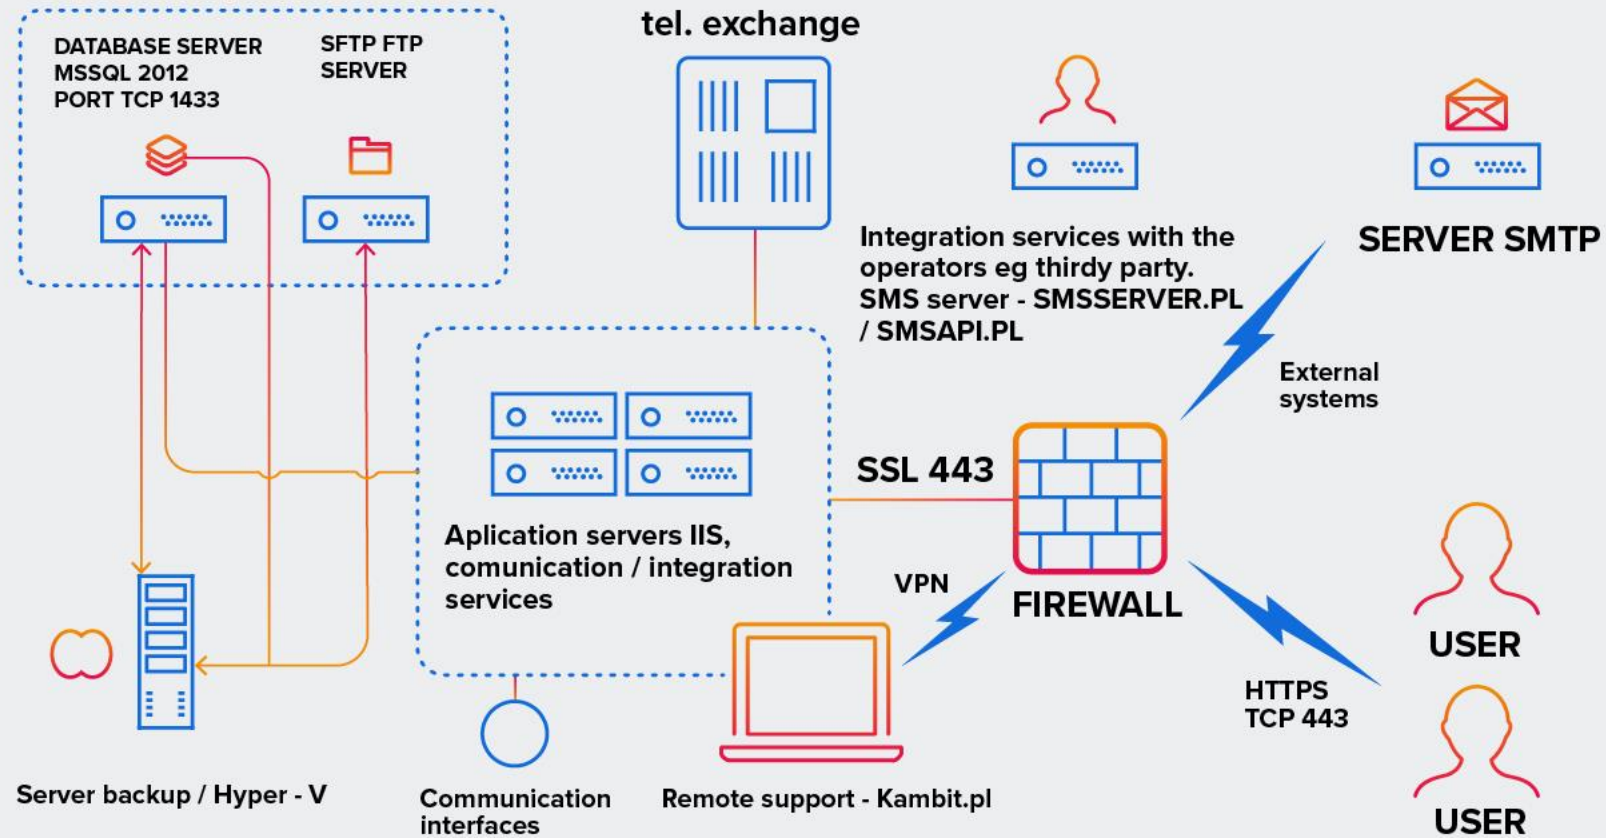 DATABASE SERVER
MSSQL 2012
PORT TCP 1433
SFTP FTP
SERVER
tel. exchange
Integration services with the
operators eg thirdy party.
SMS server - SMSSERVER.PL
/ SMSAPI.PL
SERVER SMTP
External
systems
SSL 443
Aplication servers IIS,
comunication / integration
services
VPN
FIREWALL
USER
HTTPS
TCP 443
Server backup / Hyper - V
Communication
interfaces
Remote support - Kambit.pl
USER